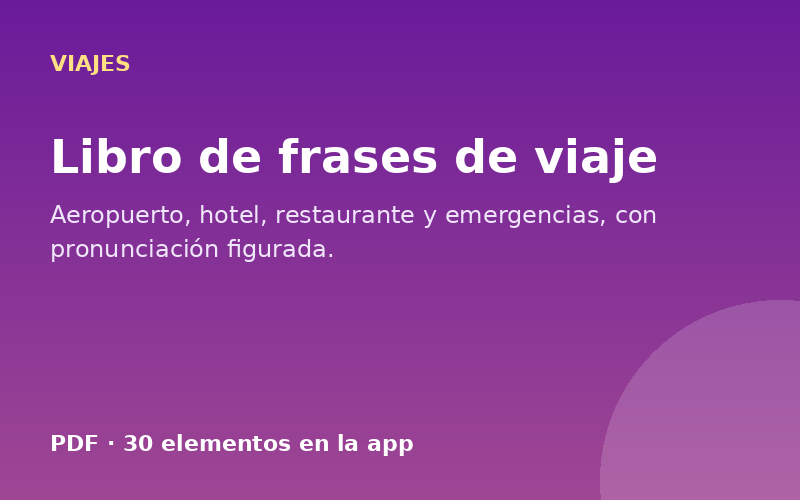 VIAJES
Libro de frases de viaje
Aeropuerto, hotel, restaurante y emergencias, con
pronunciación figurada.
PDF · 30 elementos en la app